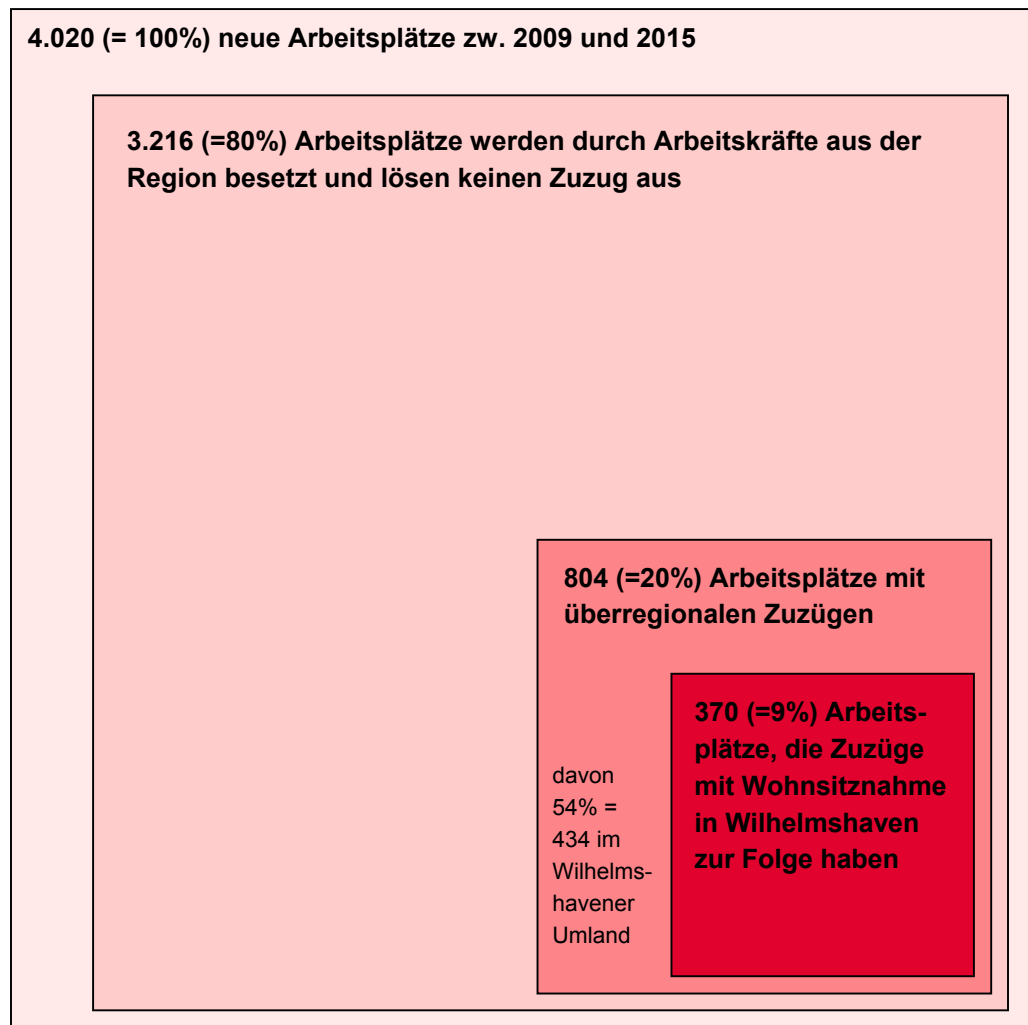 4.020 (= 100%) neue Arbeitsplätze zw. 2009 und 2015
3.216 (=80%) Arbeitsplätze werden durch Arbeitskräfte aus der
Region besetzt und lösen keinen Zuzug aus
804 (=20%) Arbeitsplätze mit
überregionalen Zuzügen
370 (=9%) Arbeits-
plätze, die Zuzüge
mit Wohnsitznahme
in Wilhelmshaven
zur Folge haben
davon
54% =
434 im
Wilhelms-
havener
Umland